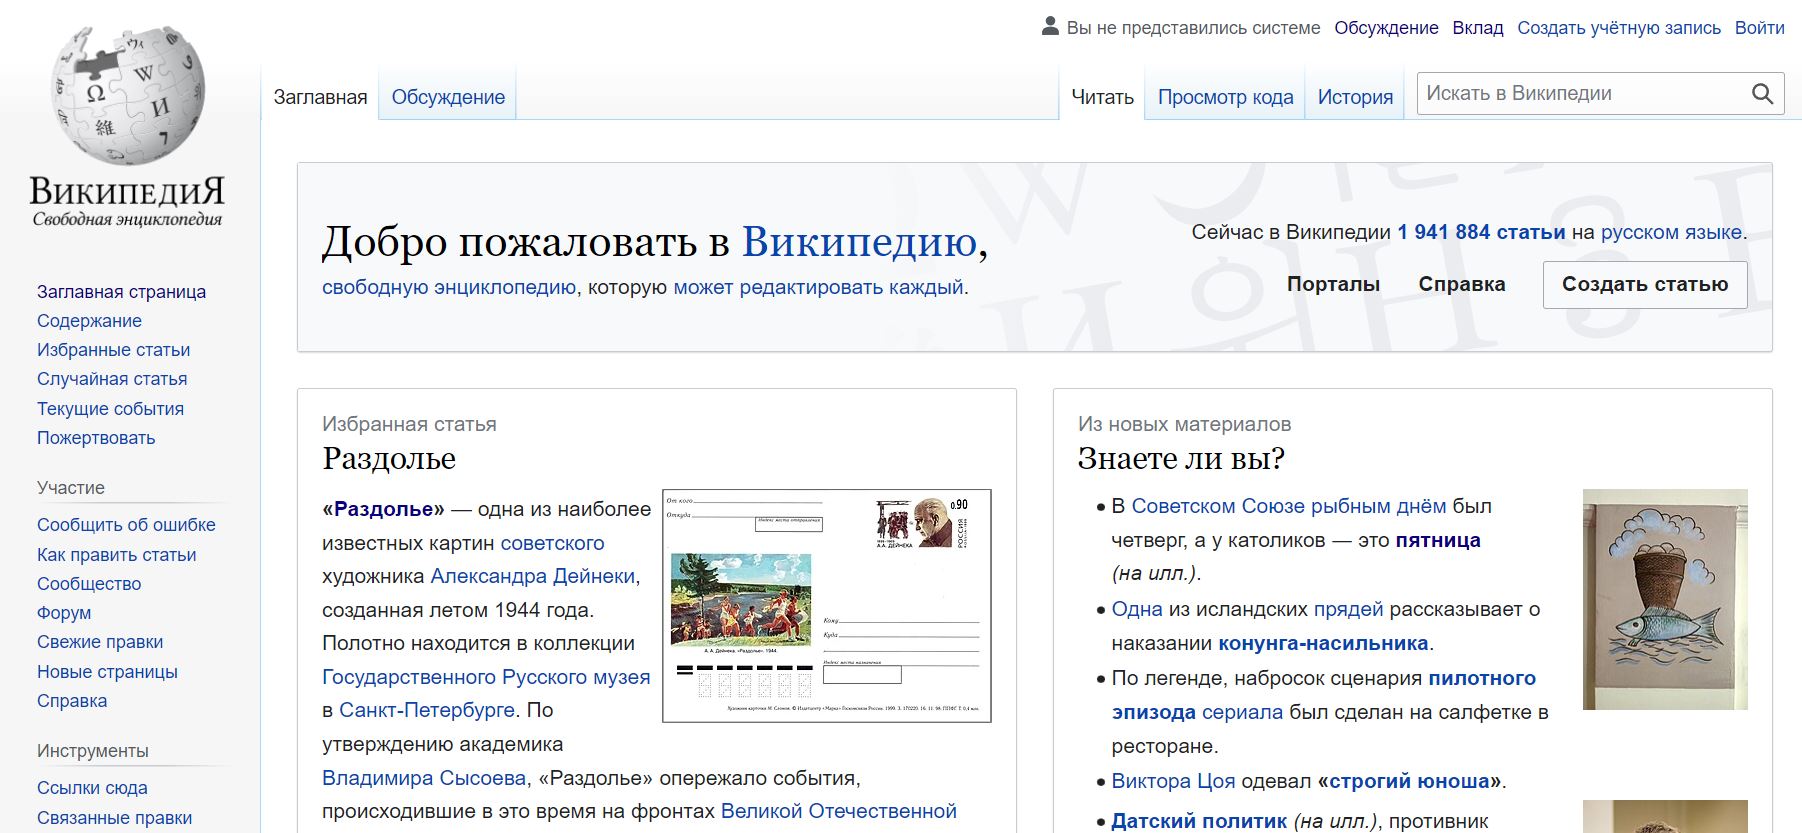 Вы не представились системе Обсуждение Вклад Создать учётную запись Войти
Заглавная Обсуждение Читать Просмотр кода История Искать в Википедии
ВикипедиЯ
Свободная энциклопедия
Заглавная страница
Содержание
Избранные статьи
Случайная статья
Текущие события
Пожертвовать
Участие
Сообщить об ошибке
Как править статьи
Сообщество
Форум
Свежие правки
Новые страницы
Справка
Инструменты
Ссылки сюда
Связанные правки
Добро пожаловать в Википедию,
свободную энциклопедию, которую может редактировать каждый.
Сейчас в Википедии 1 941 884 статьи на русском языке.
Порталы Справка Создать статью
Избранная статья
Раздолье
«Раздолье» — одна из наиболее
известных картин советского
художника Александра Дейнеки,
созданная летом 1944 года.
Полотно находится в коллекции
Государственного Русского музея
в Санкт-Петербурге. По
утверждению академика
Владимира Сысоева, «Раздолье» опережало события,
происходившие в это время на фронтах Великой Отечественной
От кого
Откуда
Индекс места отправления
0.90
РОССИЯ
А.А. ДЕЙНЕКА
А. А. Дейнека. «Раздолье». 1944
Кому
Куда
Индекс места назначения
Из новых материалов
Знаете ли вы?
В Советском Союзе рыбным днём был
четверг, а у католиков — это пятница
(на илл.).
Одна из исландских прядей рассказывает о
наказании конунга-насильника.
По легенде, набросок сценария пилотного
эпизода сериала был сделан на салфетке в
ресторане.
Виктора Цоя одевал «строгий юноша».
Датский политик (на илл.), противник